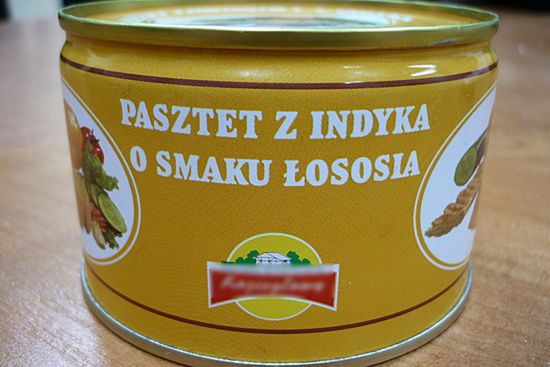 PASZTET Z INDYKA
O SMAKU ŁOSOSIA